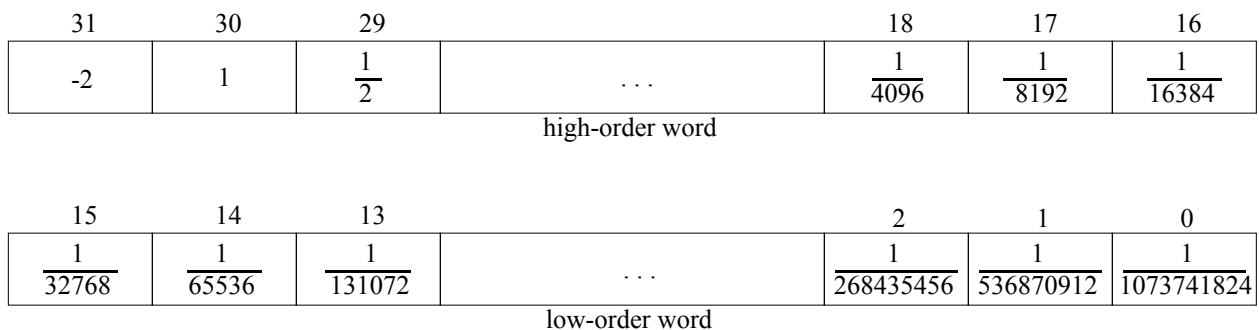 31 30 29 18 17 16
-2 1 1/2 . . . 1/4096 1/8192 1/16384
high-order word
15 14 13 2 1 0
1/32768 1/65536 1/131072 . . . 1/268435456 1/536870912 1/1073741824
low-order word